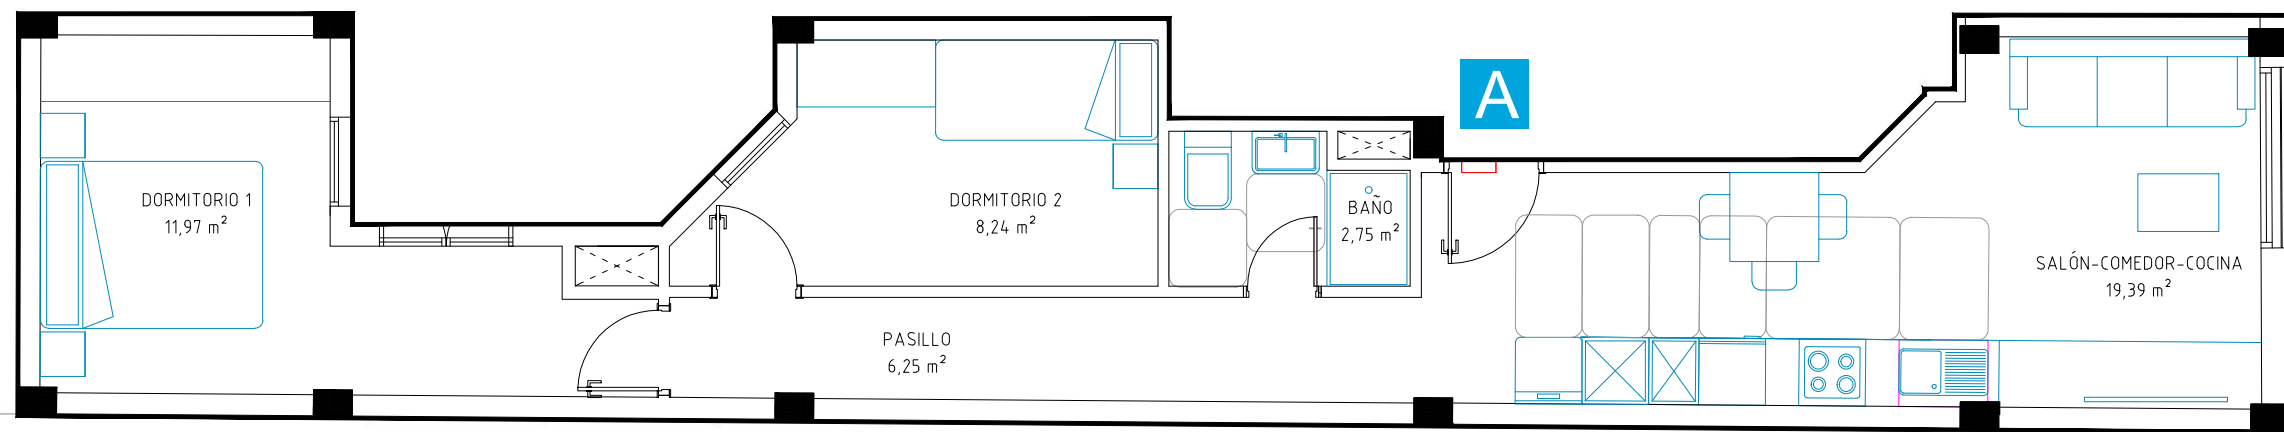 A
DORMITORIO 1
11,97 m²
DORMITORIO 2
8,24 m²
BAÑO
2,75 m²
SALÓN-COMEDOR-COCINA
19,39 m²
PASILLO
6,25 m²